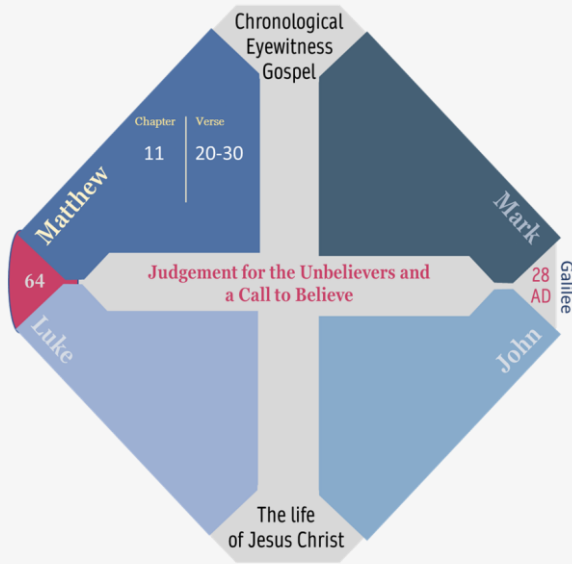 Chronological
Eyewitness
Gospel
Chapter Verse
11 20-30
Matthew
Mark
64
Judgement for the Unbelievers and
a Call to Believe
28
AD
Galilee
Luke
John
The life
of Jesus Christ